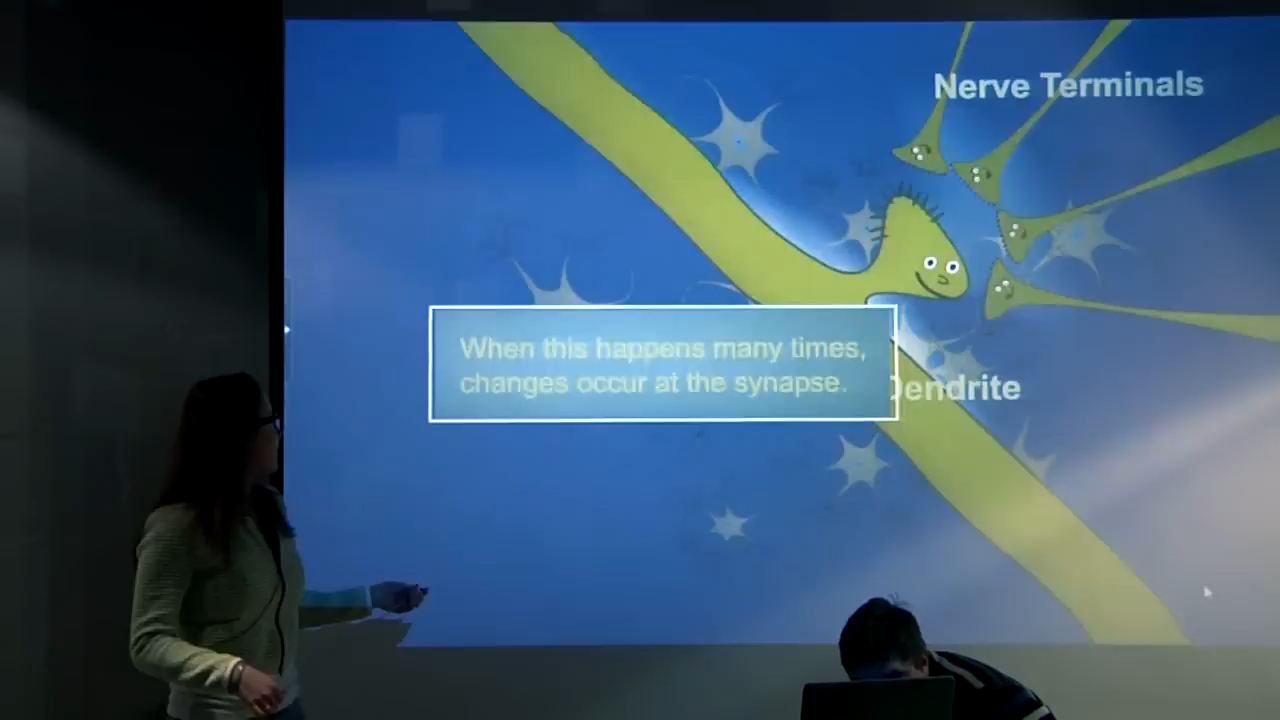 Nerve Terminals
When this happens many times,
changes occur at the synapse.
Dendrite